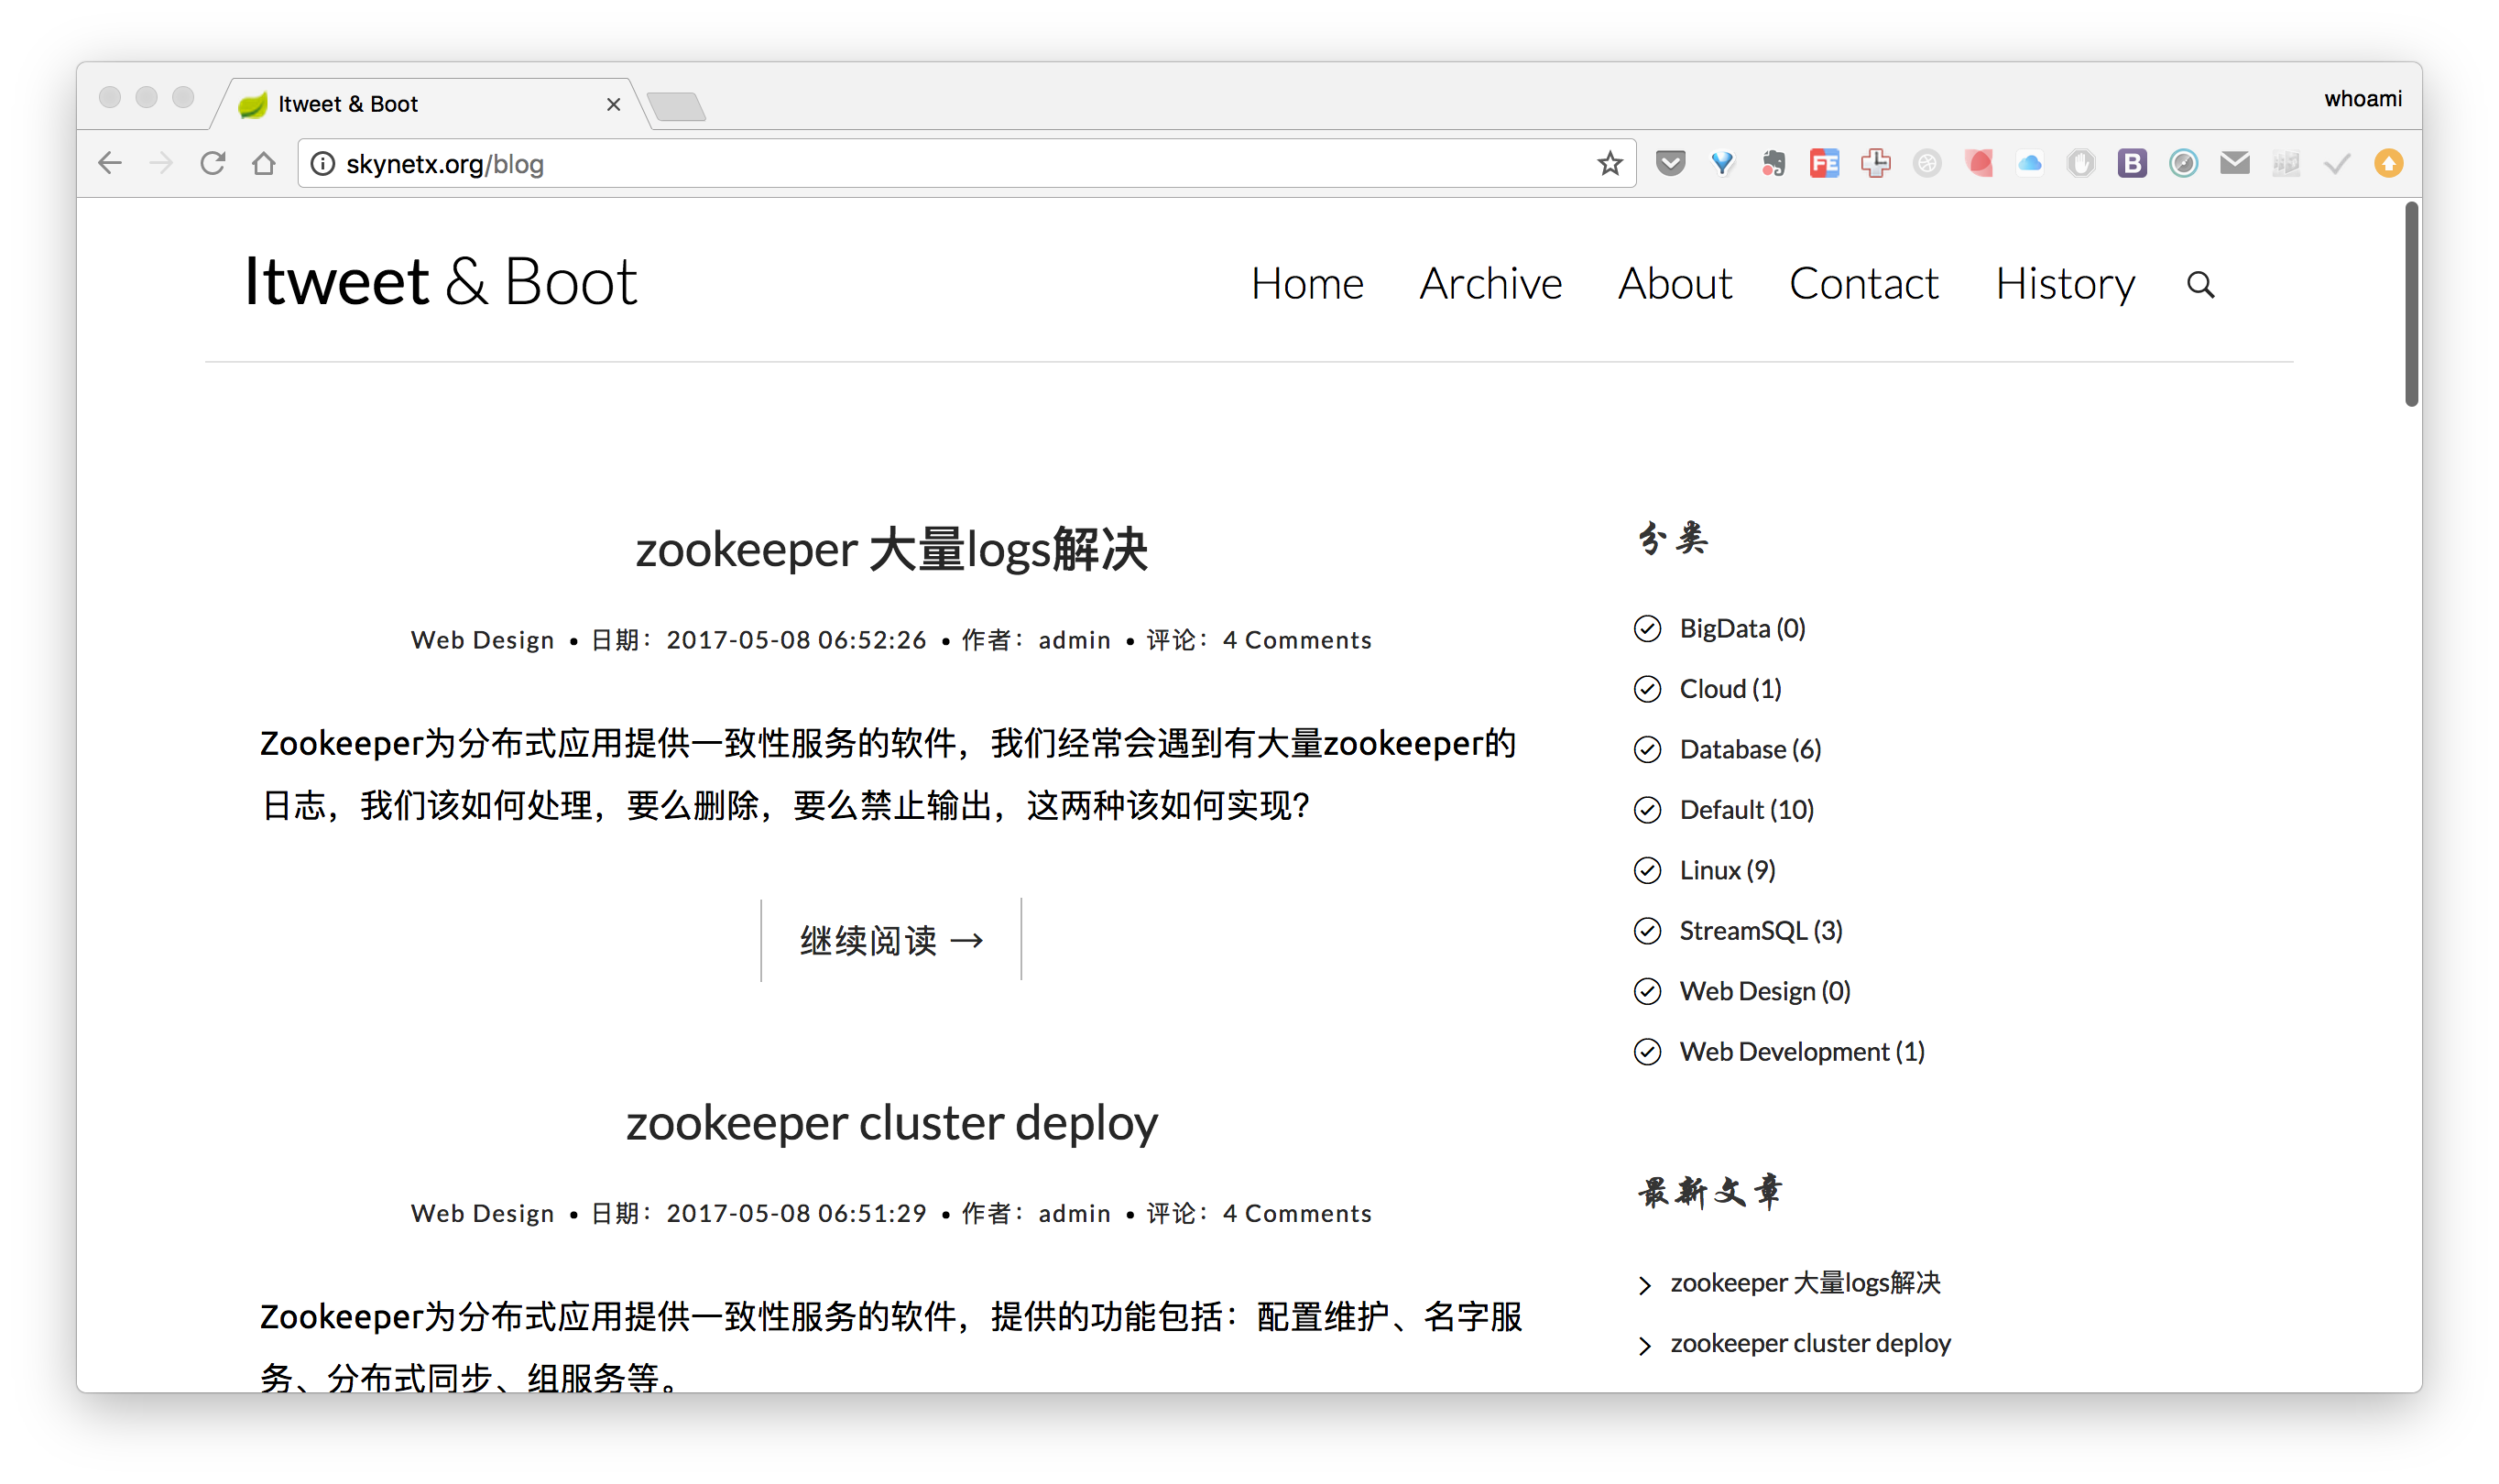 Itweet & Boot
whoami
skynetx.org/blog
FE
B
Itweet & Boot
Home Archive About Contact History
zookeeper 大量logs解决
Web Design • 日期：2017-05-08 06:52:26 • 作者：admin • 评论：4 Comments
Zookeeper为分布式应用提供一致性服务的软件，我们经常会遇到有大量zookeeper的
日志，我们该如何处理，要么删除，要么禁止输出，这两种该如何实现？
继续阅读 →
zookeeper cluster deploy
Web Design • 日期：2017-05-08 06:51:29 • 作者：admin • 评论：4 Comments
Zookeeper为分布式应用提供一致性服务的软件，提供的功能包括：配置维护、名字服
务、分布式同步、组服务等。
分类
BigData (0)
Cloud (1)
Database (6)
Default (10)
Linux (9)
StreamSQL (3)
Web Design (0)
Web Development (1)
最新文章
zookeeper 大量logs解决
zookeeper cluster deploy